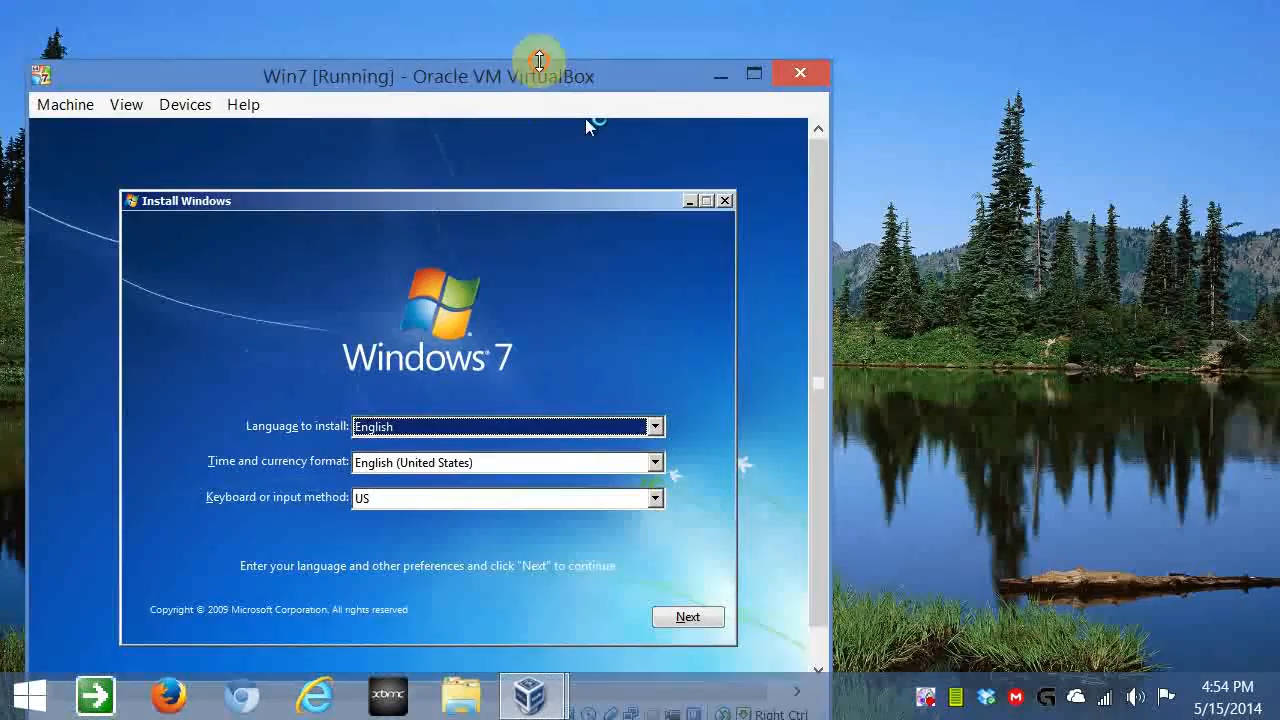 Win7 [Running] - Oracle VM VirtualBox
Machine View Devices Help
Install Windows
Windows 7
Language to install: English
Time and currency format: English (United States)
Keyboard or input method: US
Enter your language and other preferences and click "Next" to continue
Copyright © 2009 Microsoft Corporation. All rights reserved
Next
xbmc
Right Ctrl
4:54 PM
5/15/2014